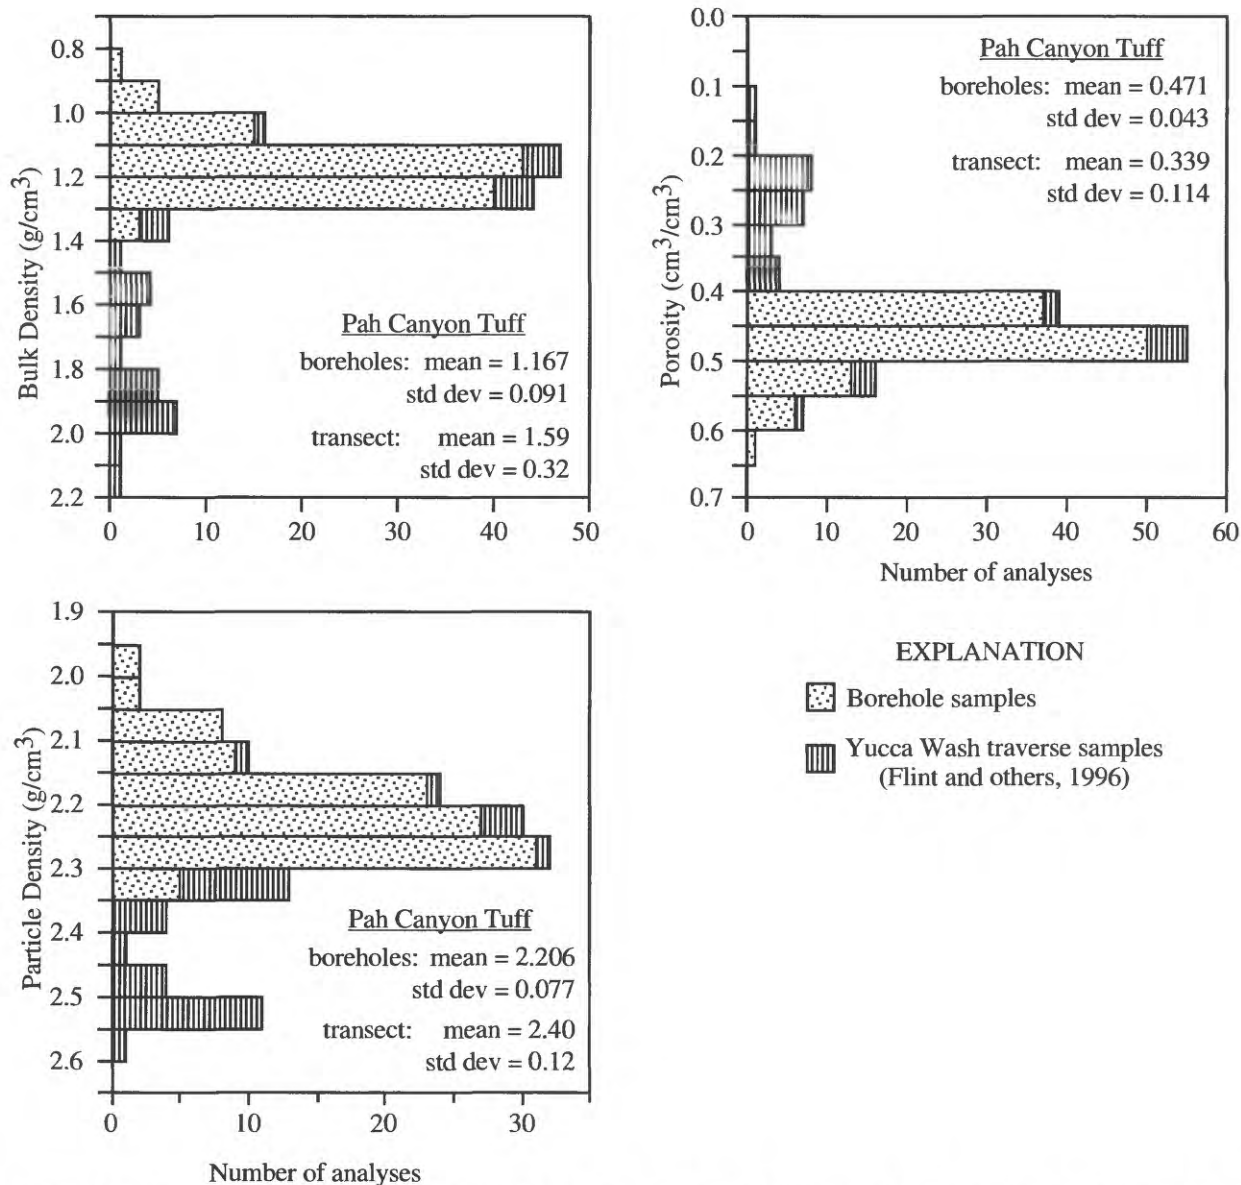 0.8
1.0
1.2
1.4
1.6
1.8
2.0
2.2
Bulk Density (g/cm³)
Pah Canyon Tuff
boreholes: mean = 1.167
std dev = 0.091
transect: mean = 1.59
std dev = 0.32
0 10 20 30 40 50
0.0
0.1
0.2
0.3
0.4
0.5
0.6
0.7
Porosity (cm³/cm³)
Pah Canyon Tuff
boreholes: mean = 0.471
std dev = 0.043
transect: mean = 0.339
std dev = 0.114
0 10 20 30 40 50 60
Number of analyses
1.9
2.0
2.1
2.2
2.3
2.4
2.5
2.6
Particle Density (g/cm³)
Pah Canyon Tuff
boreholes: mean = 2.206
std dev = 0.077
transect: mean = 2.40
std dev = 0.12
0 10 20 30
Number of analyses
EXPLANATION
Borehole samples
Yucca Wash traverse samples
(Flint and others, 1996)